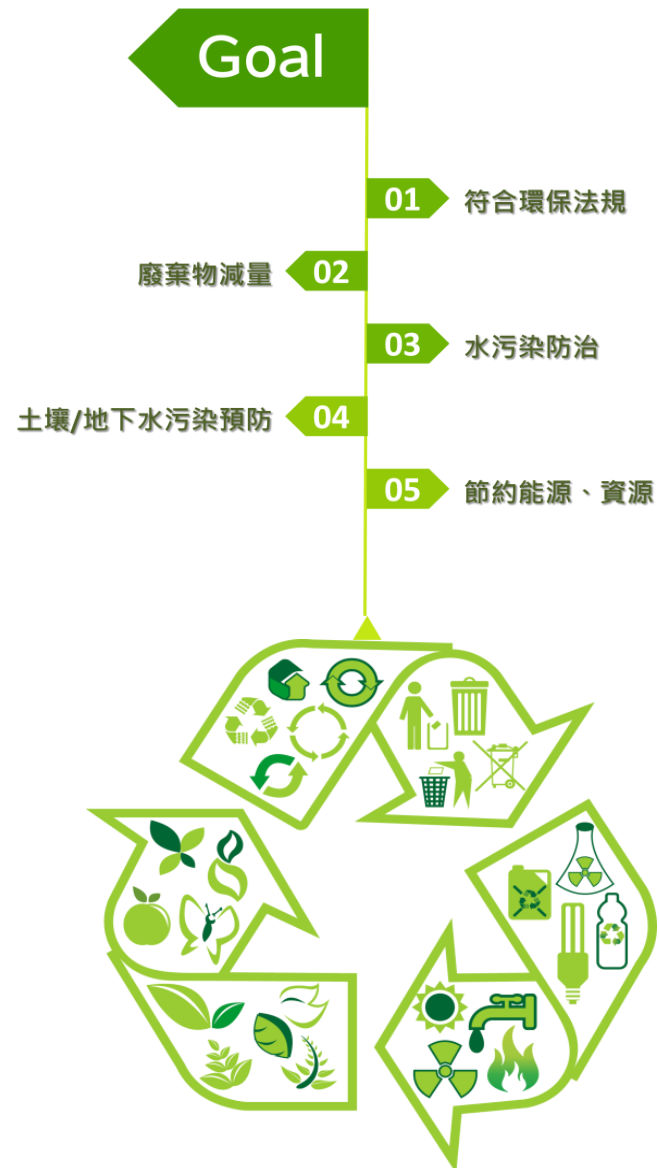 Goal
01 符合環保法規
廢棄物減量 02
03 水污染防治
土壤/地下水污染預防 04
05 節約能源、資源